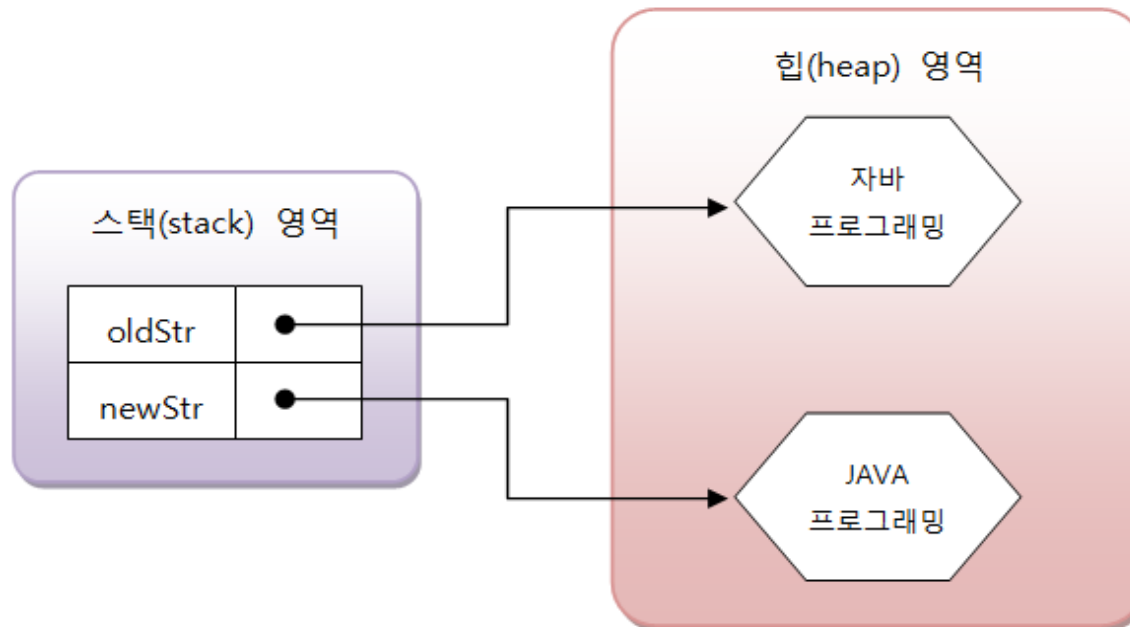 스택(stack) 영역
oldStr
newStr
힙(heap) 영역
자바
프로그래밍
JAVA
프로그래밍